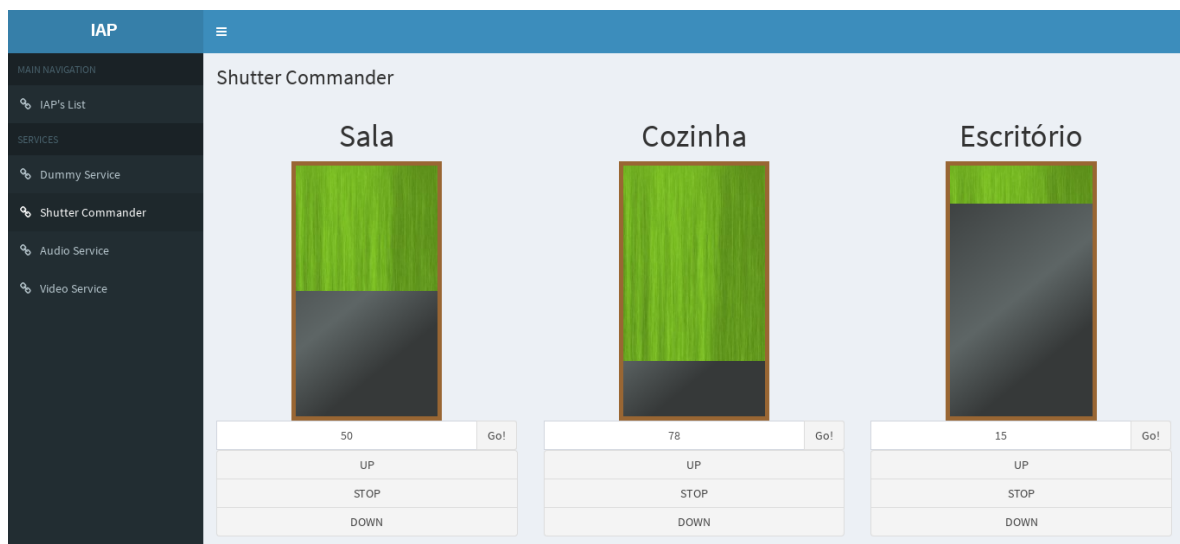 IAP
MAIN NAVIGATION
IAP's List
SERVICES
Dummy Service
Shutter Commander
Audio Service
Video Service
Shutter Commander
Sala
50 Go!
UP
STOP
DOWN
Cozinha
78 Go!
UP
STOP
DOWN
Escritório
15 Go!
UP
STOP
DOWN